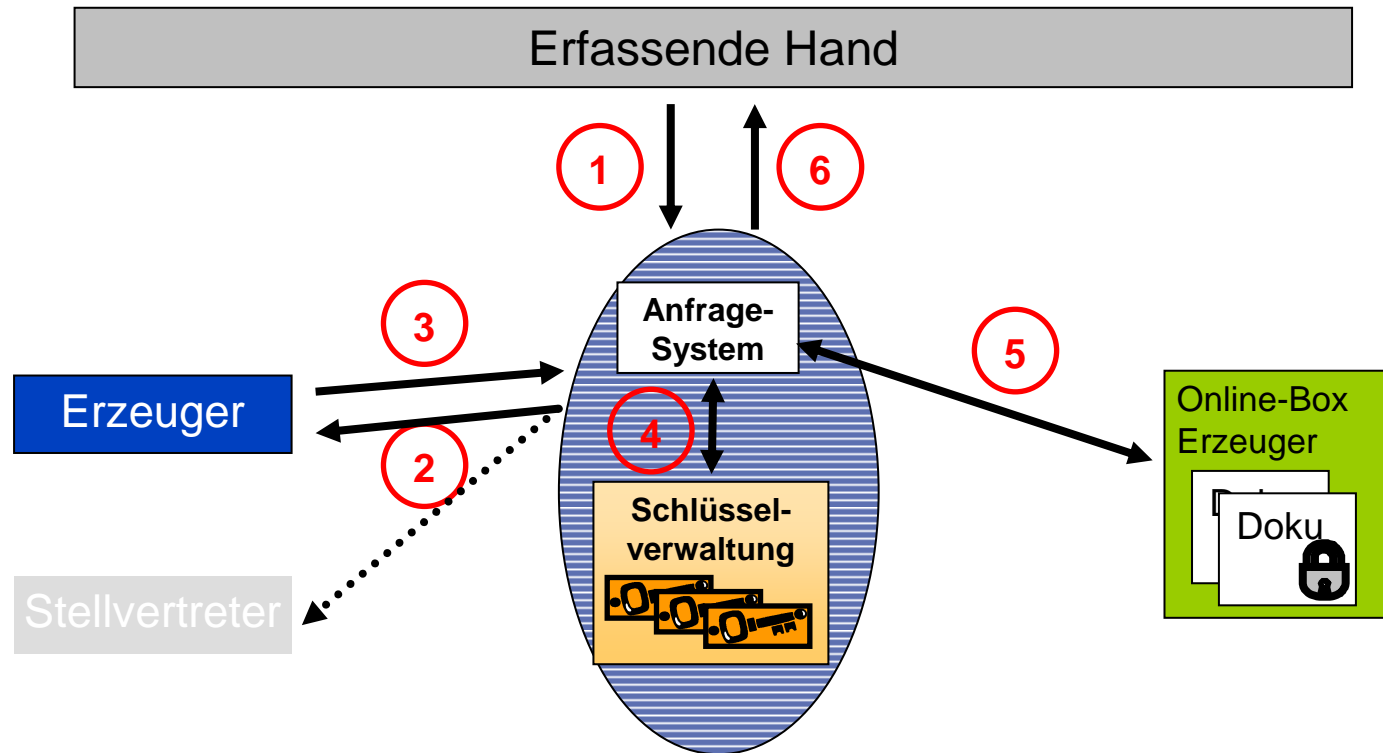 Erfassende Hand
1
6
Anfrage-
System
3
5
Erzeuger
2
4
Online-Box
Erzeuger
Doku
Schlüssel-
verwaltung
Stellvertreter